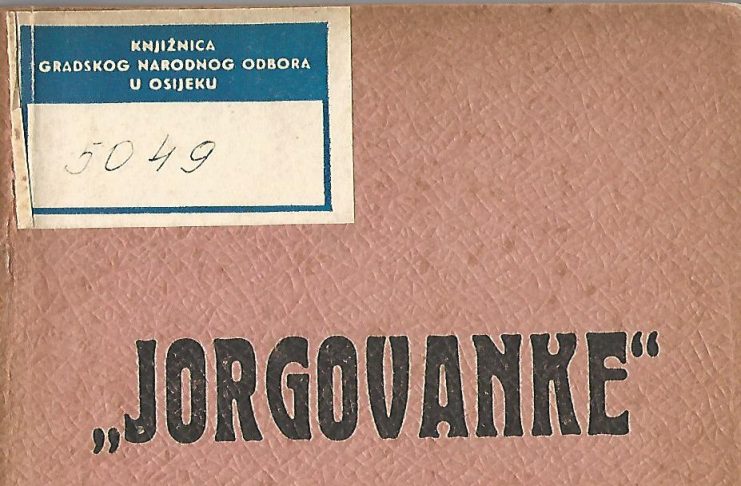 KNJIŽNICA
GRADSKOG NARODNOG ODBORA
U OSIJEKU
5049
„JORGOVANKE“